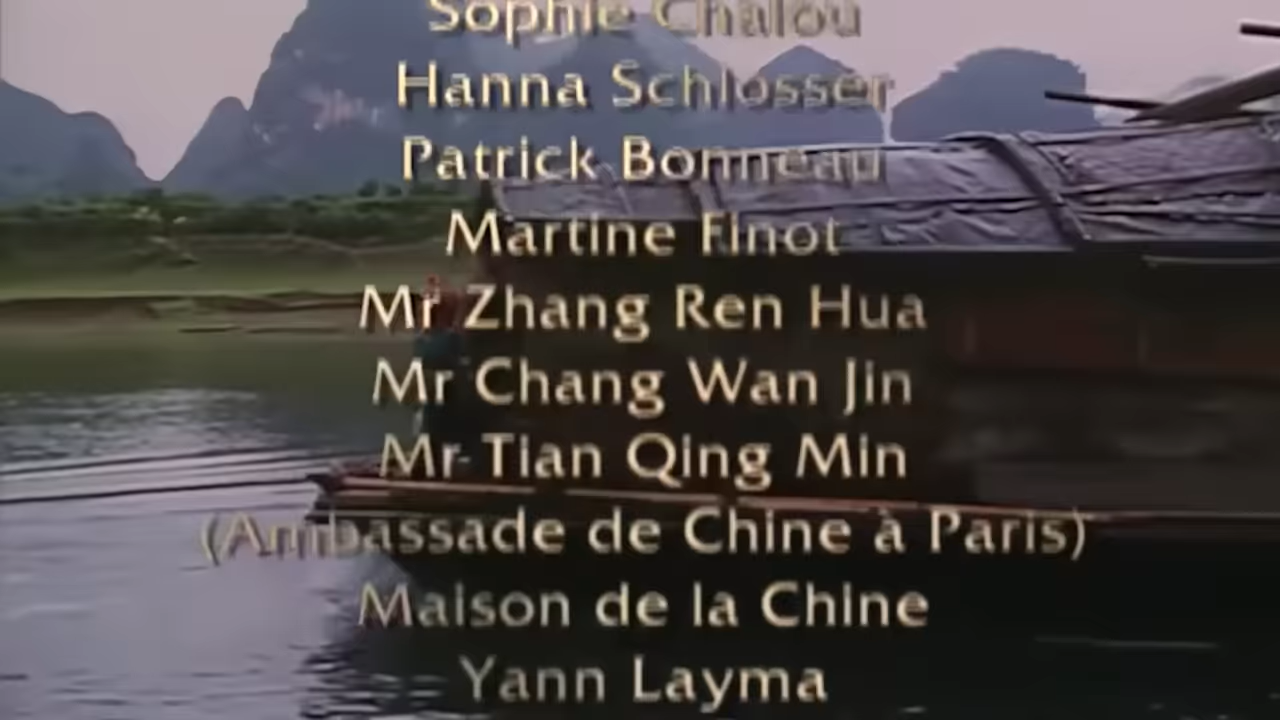 Sophie Chalou
Hanna Schlosser
Patrick Bonneau
Martine Finot
Mr Zhang Ren Hua
Mr Chang Wan Jin
Mr Tian Qing Min
(Ambassade de Chine à Paris)
Maison de la Chine
Yann Layma